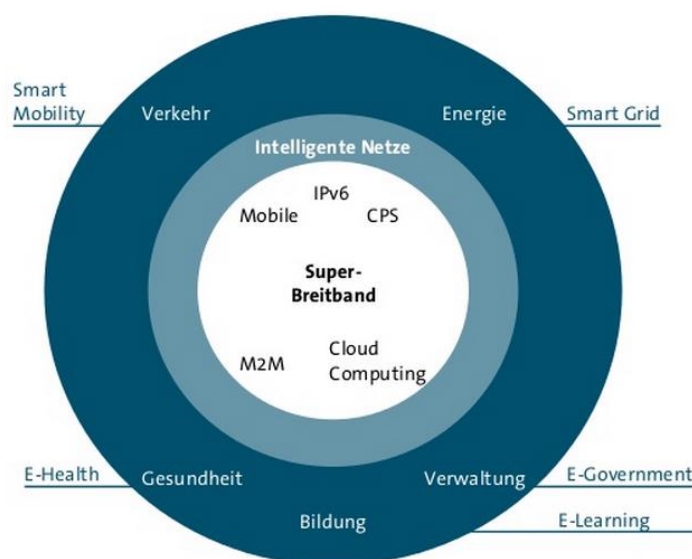 Smart
Mobility
Verkehr
Energie
Smart Grid
Intelligente Netze
IPv6
Mobile
CPS
Super-
Breitband
M2M
Cloud
Computing
E-Health
Gesundheit
Verwaltung
E-Government
Bildung
E-Learning